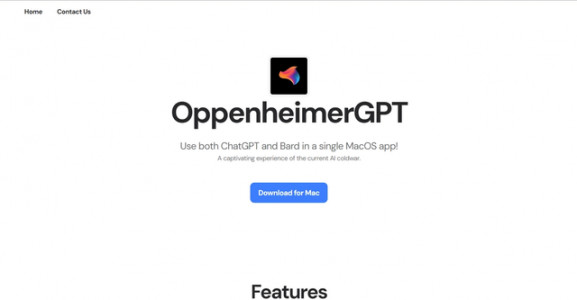 Home Contact Us
OppenheimerGPT
Use both ChatGPT and Bard in a single MacOS app!
A captivating experience of the current AI coldwar.
Download for Mac
Features